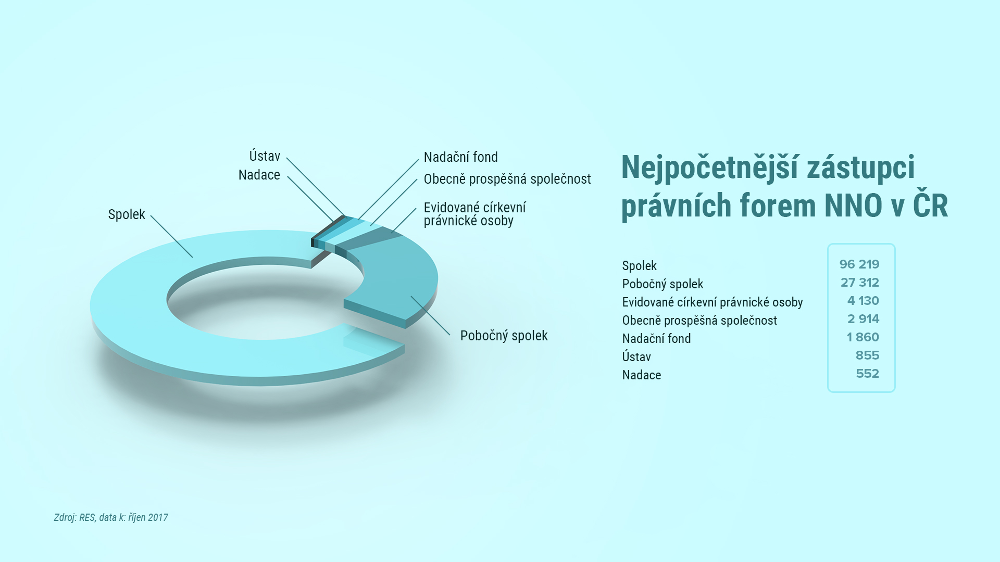 Ústav
Nadace
Spolek
Nadační fond
Obecně prospěšná společnost
Evidované církevní
právnické osoby
Pobočný spolek
Nejpočetnější zástupci
právních forem NNO v ČR
Spolek 96 219
Pobočný spolek 27 312
Evidované církevní právnické osoby 4 130
Obecně prospěšná společnost 2 914
Nadační fond 1 860
Ústav 855
Nadace 552
Zdroj: RES, data k: říjen 2017